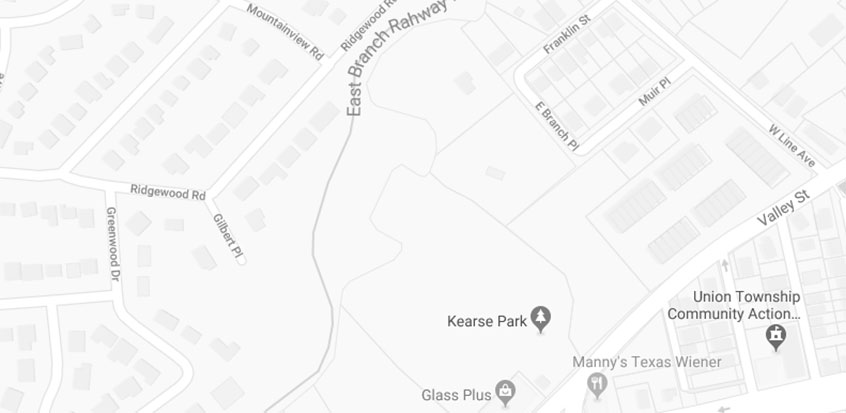 Mountainview Rd
Ridgewood Rd
East Branch Rahway
Franklin St
E Branch Pl
Muir Pl
W Line Ave
Valley St
Ridgewood Rd
Greenwood Dr
Gilbert Pl
Union Township
Community Action...
Kearse Park
Manny's Texas Wiener
Glass Plus